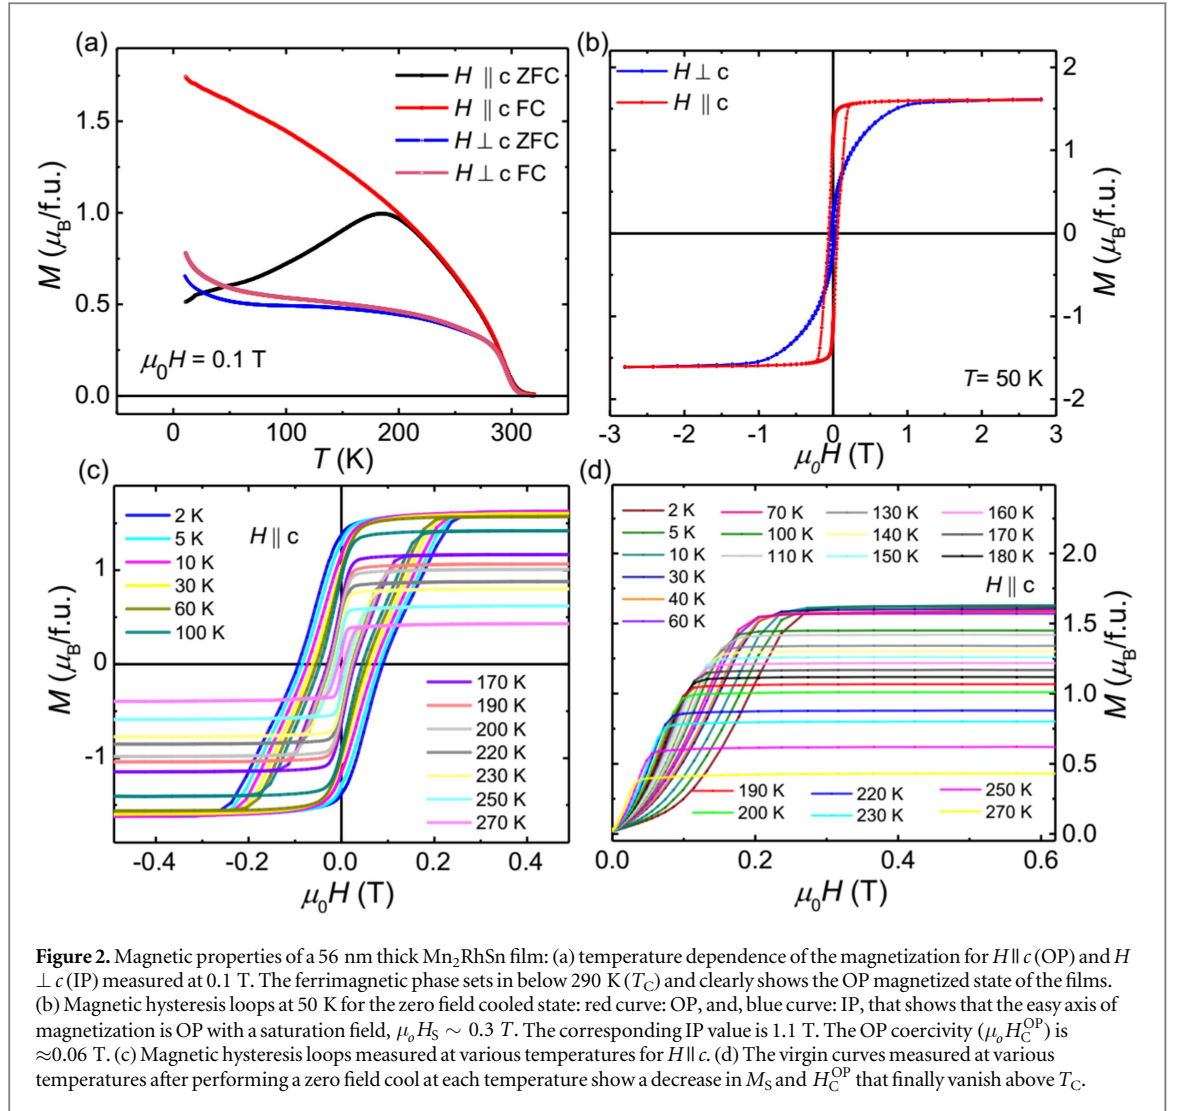 (a)
H || c ZFC
H || c FC
H ⊥ c ZFC
H ⊥ c FC
μ0H = 0.1 T
M (μB/f.u.)
1.5
1.0
0.5
0.0
0 100 200 300
T (K)
(b)
H ⊥ c
H || c
T= 50 K
M (μB/f.u.)
2
1
0
-1
-2
-3 -2 -1 0 1 2 3
μ0H (T)
(c)
2 K
5 K
10 K
30 K
60 K
100 K
H || c
170 K
190 K
200 K
220 K
230 K
250 K
270 K
M (μB/f.u.)
1
0
-1
-0.4 -0.2 0.0 0.2 0.4
μ0H (T)
(d)
2 K 70 K 130 K 160 K
5 K 100 K 140 K 170 K
10 K 110 K 150 K 180 K
30 K
40 K
60 K
H || c
190 K 220 K 250 K
200 K 230 K 270 K
M (μB/f.u.)
2.0
1.5
1.0
0.5
0.0
0.0 0.2 0.4 0.6
μ0H (T)
Figure 2. Magnetic properties of a 56 nm thick Mn2RhSn film: (a) temperature dependence of the magnetization for H || c (OP) and H
⊥ c (IP) measured at 0.1 T. The ferrimagnetic phase sets in below 290 K (TC) and clearly shows the OP magnetized state of the films.
(b) Magnetic hysteresis loops at 50 K for the zero field cooled state: red curve: OP, and, blue curve: IP, that shows that the easy axis of
magnetization is OP with a saturation field, μoHS ~ 0.3 T. The corresponding IP value is 1.1 T. The OP coercivity (μoHCOP) is
≈0.06 T. (c) Magnetic hysteresis loops measured at various temperatures for H || c. (d) The virgin curves measured at various
temperatures after performing a zero field cool at each temperature show a decrease in MS and HCOP that finally vanish above TC.